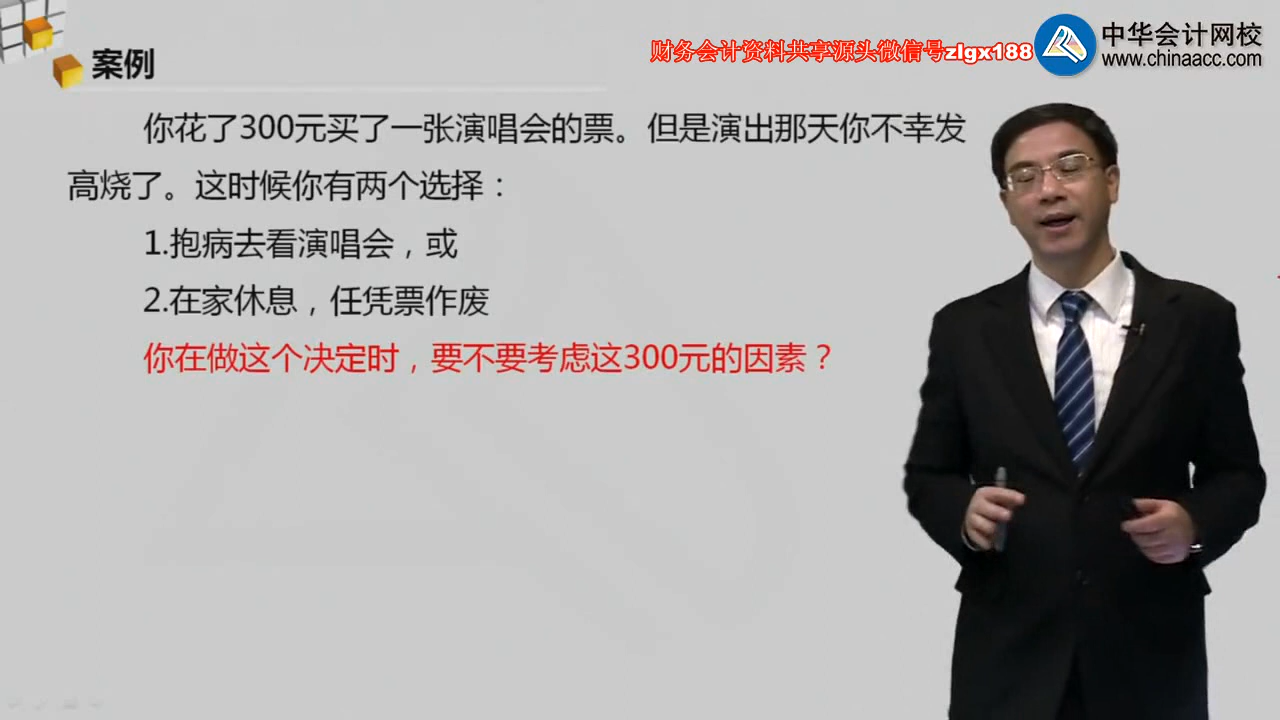 财务会计资料共享源头微信号zlgx188
中华会计网校
www.chinaacc.com
案例
你花了300元买了一张演唱会的票。但是演出那天你不幸发
高烧了。这时候你有两个选择：
1.抱病去看演唱会，或
2.在家休息，任凭票作废
你在做这个决定时，要不要考虑这300元的因素？